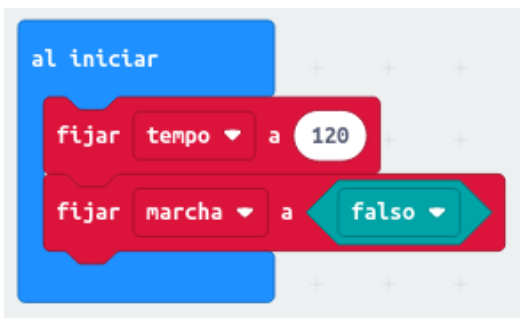 al iniciar
fijar tempo a 120
fijar marcha a falso